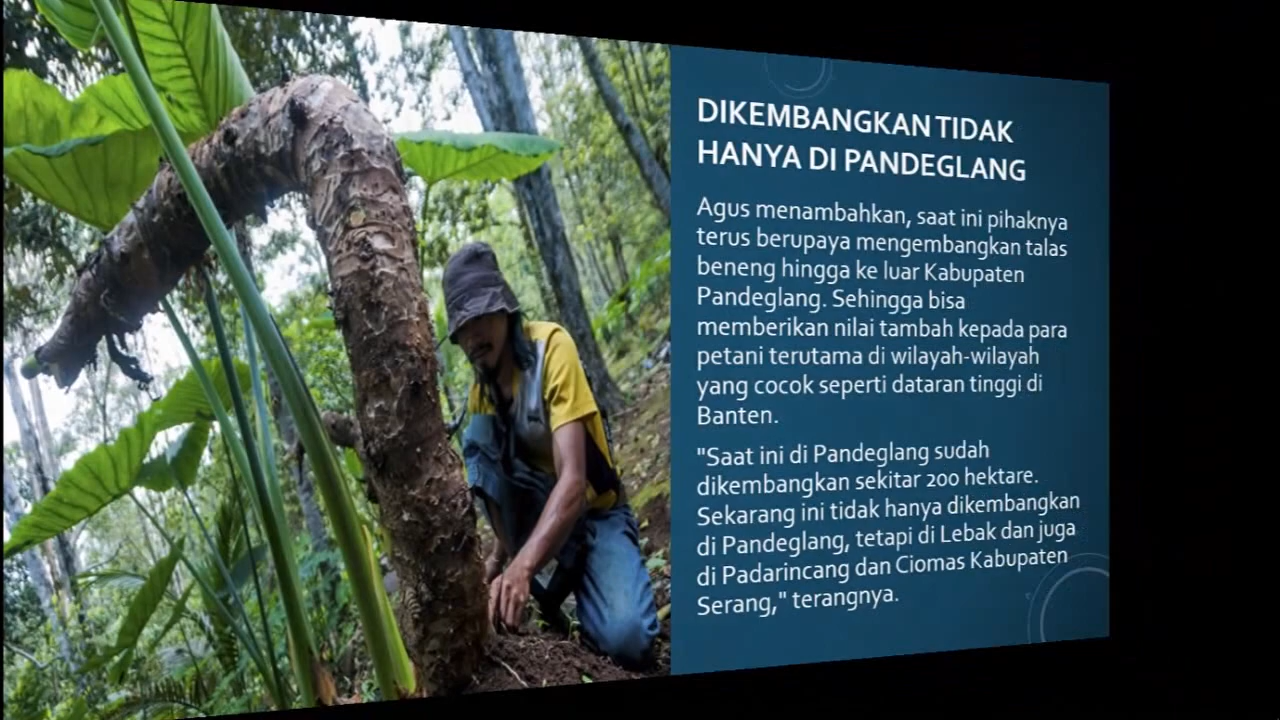 DIKEMBANGKAN TIDAK
HANYA DI PANDEGLANG
Agus menambahkan, saat ini pihaknya
terus berupaya mengembangkan talas
beneng hingga ke luar Kabupaten
Pandeglang. Sehingga bisa
memberikan nilai tambah kepada para
petani terutama di wilayah-wilayah
yang cocok seperti dataran tinggi di
Banten.
"Saat ini di Pandeglang sudah
dikembangkan sekitar 200 hektare.
Sekarang ini tidak hanya dikembangkan
di Pandeglang, tetapi di Lebak dan juga
di Padarincang dan Ciomas Kabupaten
Serang," terangnya.